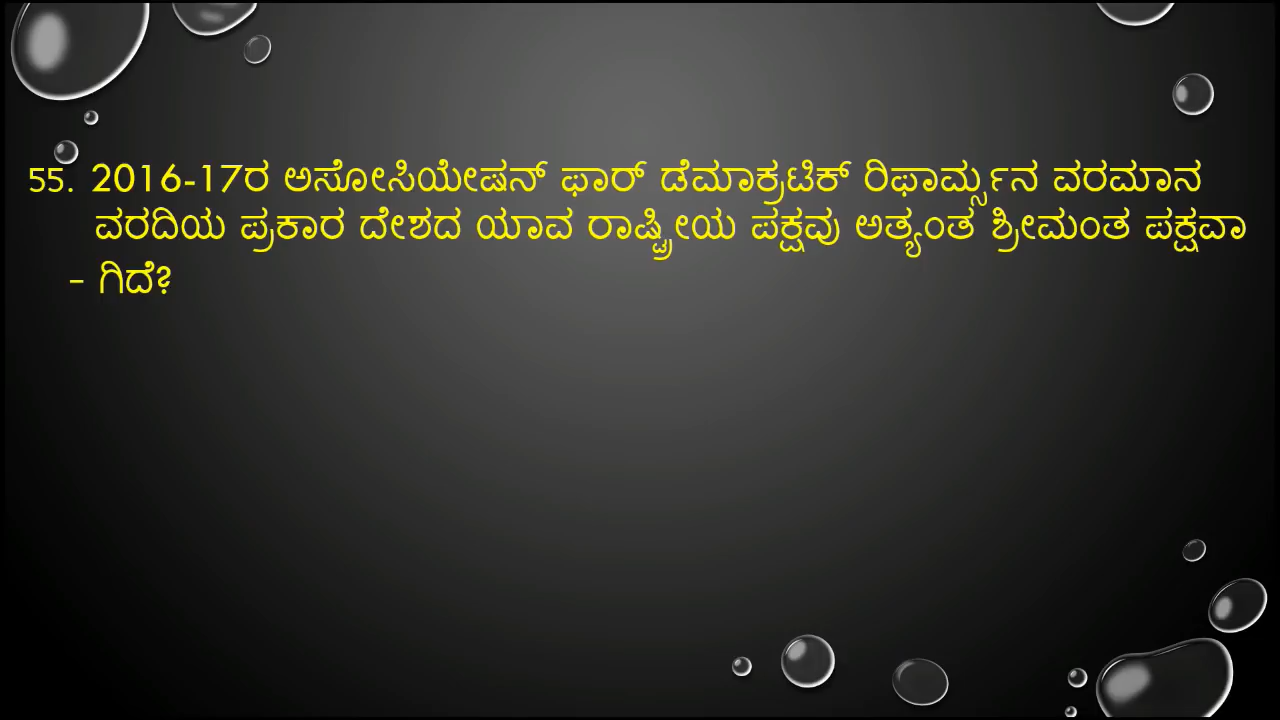 55. 2016-17ರ ಅಸೋಸಿಯೇಷನ್ ಫಾರ್ ಡೆಮಾಕ್ರಟಿಕ್ ರಿಫಾರ್ಮ್ಸ್‌ನ ವರಮಾನ
ವರದಿಯ ಪ್ರಕಾರ ದೇಶದ ಯಾವ ರಾಷ್ಟ್ರೀಯ ಪಕ್ಷವು ಅತ್ಯಂತ ಶ್ರೀಮಂತ ಪಕ್ಷವಾ
- ಗಿದೆ?